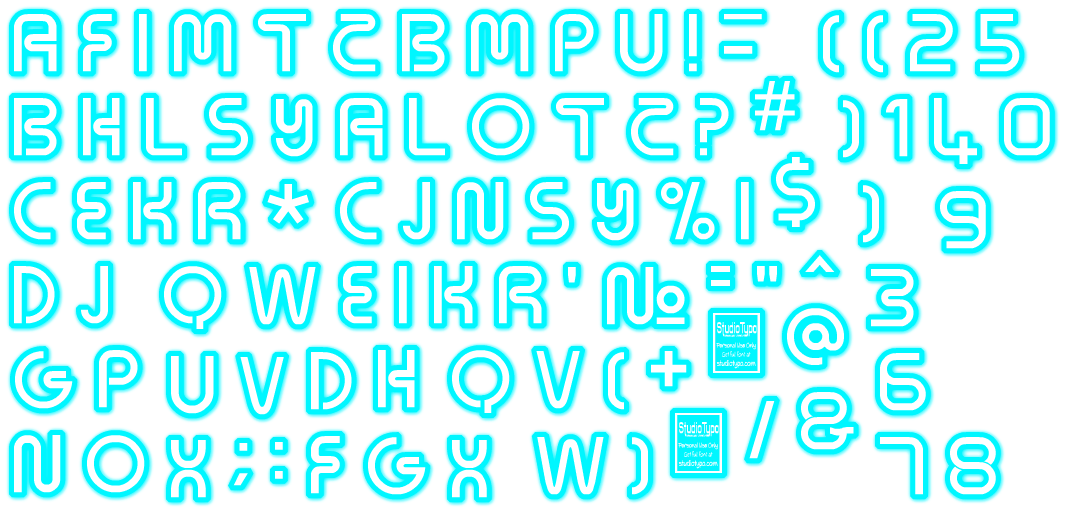 AFIMTCBMPU!= ((25
BHLSYALOTZ?# )140
CEKR*CJNSY%I$ ) 9
DJ QWEIKR'№="^3
StudioTypo
Personal Use Only
Get full font at
studiotypo.com
@
GPUVDHQV(+ 6
NOX;:FGX W)
StudioTypo
Personal Use Only
Get full font at
studiotypo.com
/&78